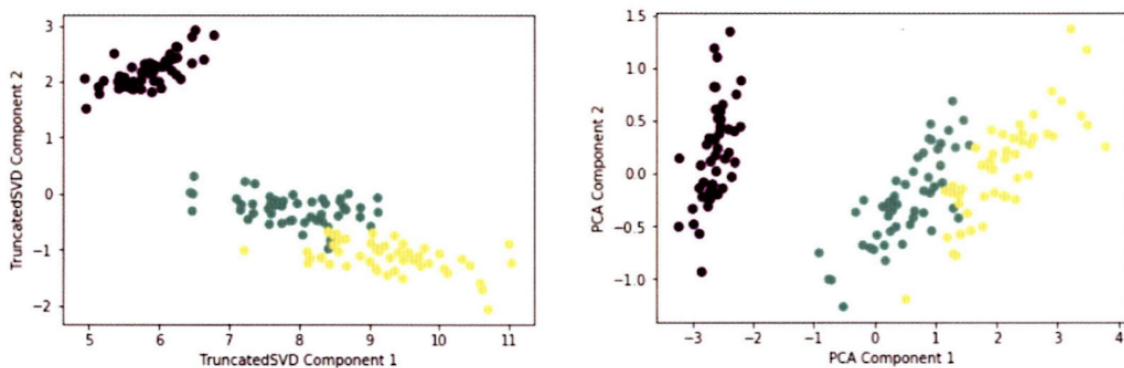 3
2
1
0
−1
−2
TruncatedSVD Component 2
5 6 7 8 9 10 11
TruncatedSVD Component 1
1.5
1.0
0.5
0.0
−0.5
−1.0
PCA Component 2
−3 −2 −1 0 1 2 3 4
PCA Component 1